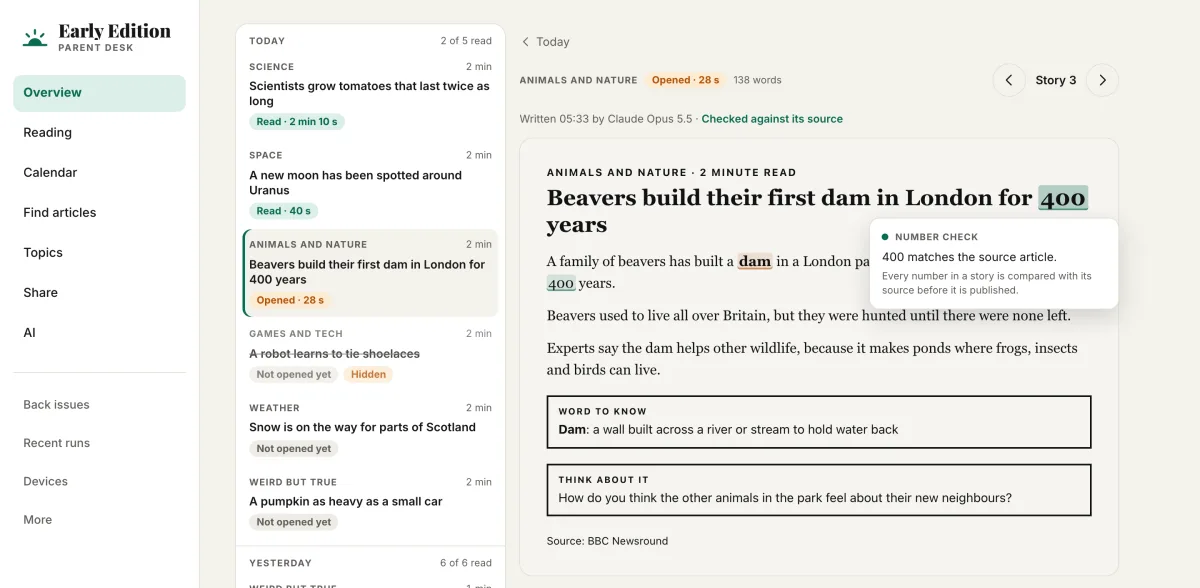 Early Edition
PARENT DESK
Overview
Reading
Calendar
Find articles
Topics
Share
AI
Back issues
Recent runs
Devices
More
TODAY 2 of 5 read
SCIENCE 2 min
Scientists grow tomatoes that last twice as
long
Read · 2 min 10 s
SPACE 2 min
A new moon has been spotted around
Uranus
Read · 40 s
ANIMALS AND NATURE 2 min
Beavers build their first dam in London for
400 years
Opened · 28 s
GAMES AND TECH 2 min
A robot learns to tie shoelaces
Not opened yet Hidden
WEATHER 2 min
Snow is on the way for parts of Scotland
Not opened yet
WEIRD BUT TRUE 2 min
A pumpkin as heavy as a small car
Not opened yet
YESTERDAY 6 of 6 read
WEIRD BUT TRUE 1 min
Today
ANIMALS AND NATURE Opened · 28 s 138 words
Story 3
Written 05:33 by Claude Opus 5.5 · Checked against its source
ANIMALS AND NATURE · 2 MINUTE READ
Beavers build their first dam in London for 400
years
A family of beavers has built a dam in a London
400 years.
NUMBER CHECK
400 matches the source article.
Every number in a story is compared with its
source before it is published.
Beavers used to live all over Britain, but they were hunted until there were none left.
Experts say the dam helps other wildlife, because it makes ponds where frogs, insects
and birds can live.
WORD TO KNOW
Dam: a wall built across a river or stream to hold water back
THINK ABOUT IT
How do you think the other animals in the park feel about their new neighbours?
Source: BBC Newsround